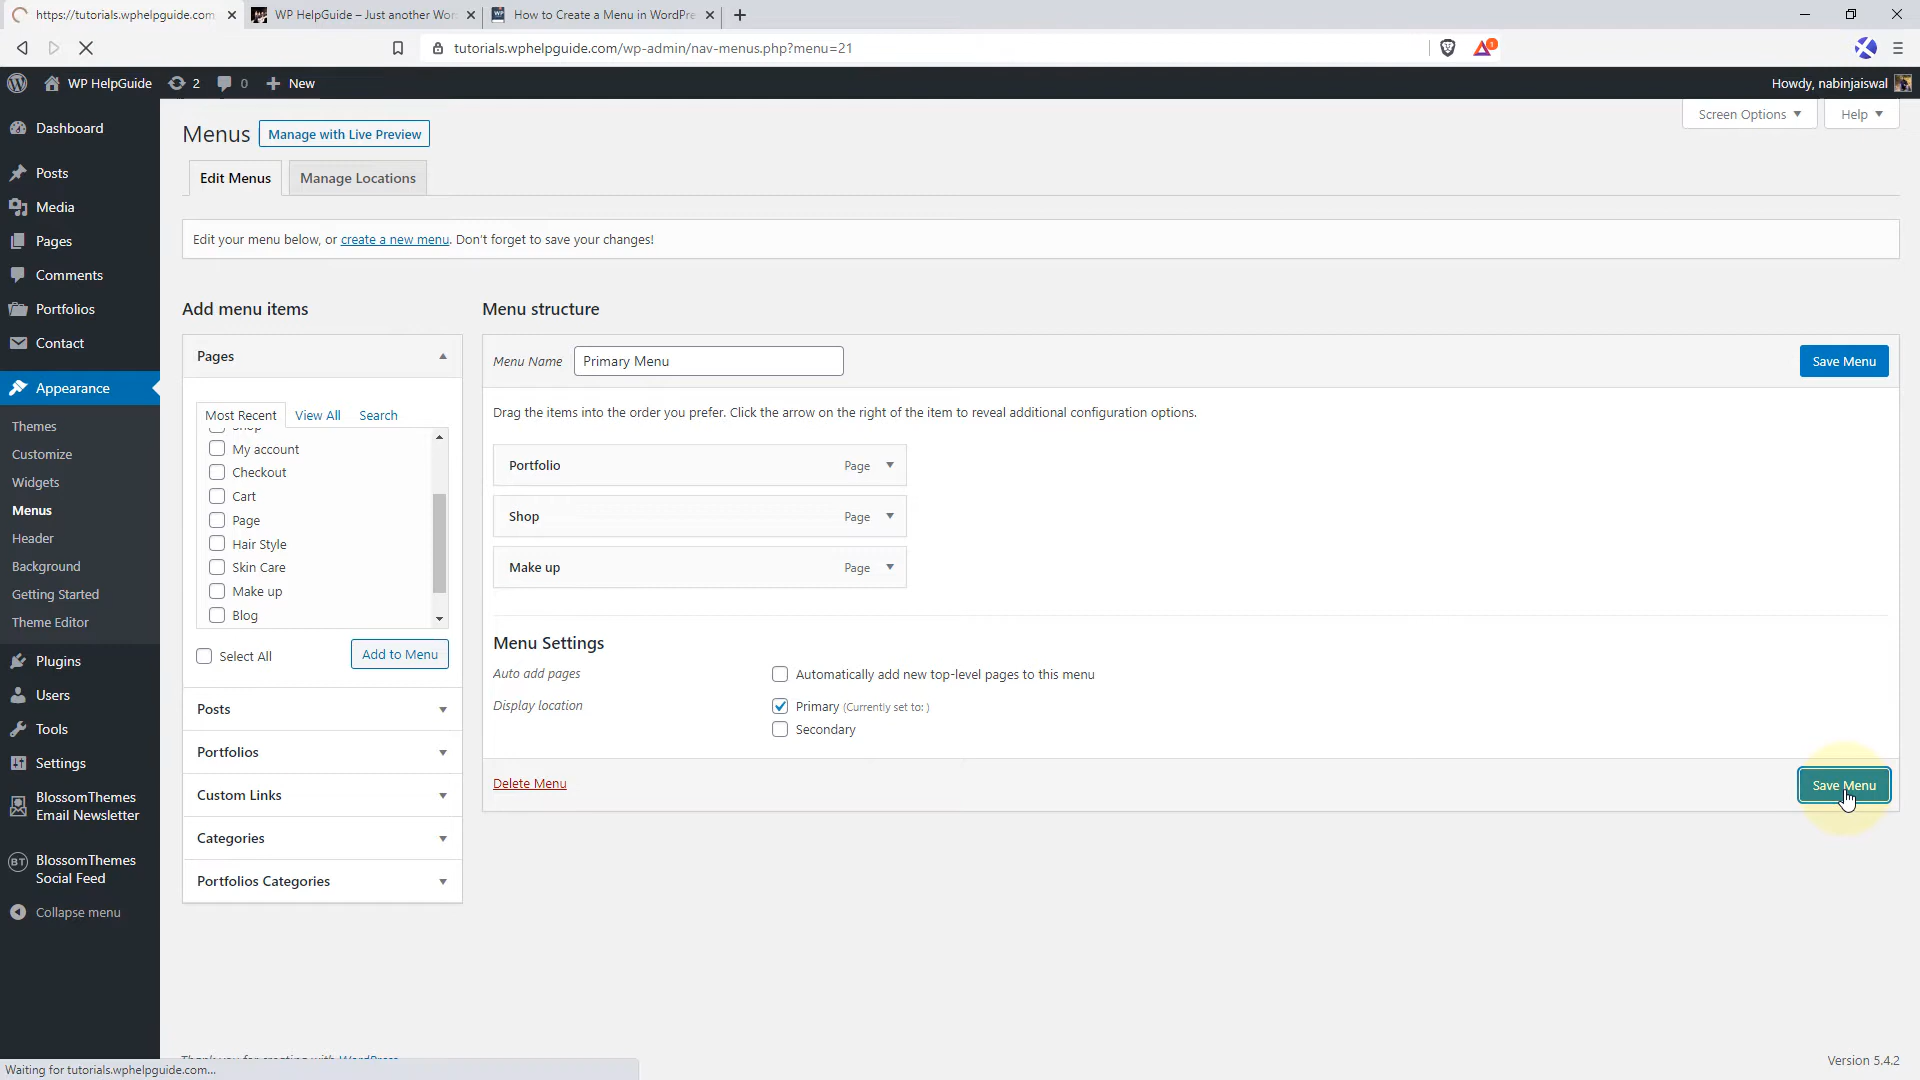 https://tutorials.wphelpguide.com
WP HelpGuide – Just another Wor
How to Create a Menu in WordPre
tutorials.wphelpguide.com/wp-admin/nav-menus.php?menu=21
1
WP HelpGuide
2
0
New
Howdy, nabinjaiswal
Dashboard
Posts
Media
Pages
Comments
Portfolios
Contact
Appearance
Themes
Customize
Widgets
Menus
Header
Background
Getting Started
Theme Editor
Plugins
Users
Tools
Settings
BlossomThemes
Email Newsletter
BT
BlossomThemes
Social Feed
Collapse menu
Menus
Manage with Live Preview
Screen Options
Help
Edit Menus
Manage Locations
Edit your menu below, or create a new menu. Don't forget to save your changes!
Add menu items
Pages
Most Recent
View All
Search
Shop
My account
Checkout
Cart
Page
Hair Style
Skin Care
Make up
Blog
Select All
Add to Menu
Posts
Portfolios
Custom Links
Categories
Portfolios Categories
Menu structure
Menu Name
Primary Menu
Save Menu
Drag the items into the order you prefer. Click the arrow on the right of the item to reveal additional configuration options.
Portfolio
Page
Shop
Page
Make up
Page
Menu Settings
Auto add pages
Automatically add new top-level pages to this menu
Display location
Primary (Currently set to: )
Secondary
Delete Menu
Save Menu
Thank you for creating with WordPress
Version 5.4.2
Waiting for tutorials.wphelpguide.com...